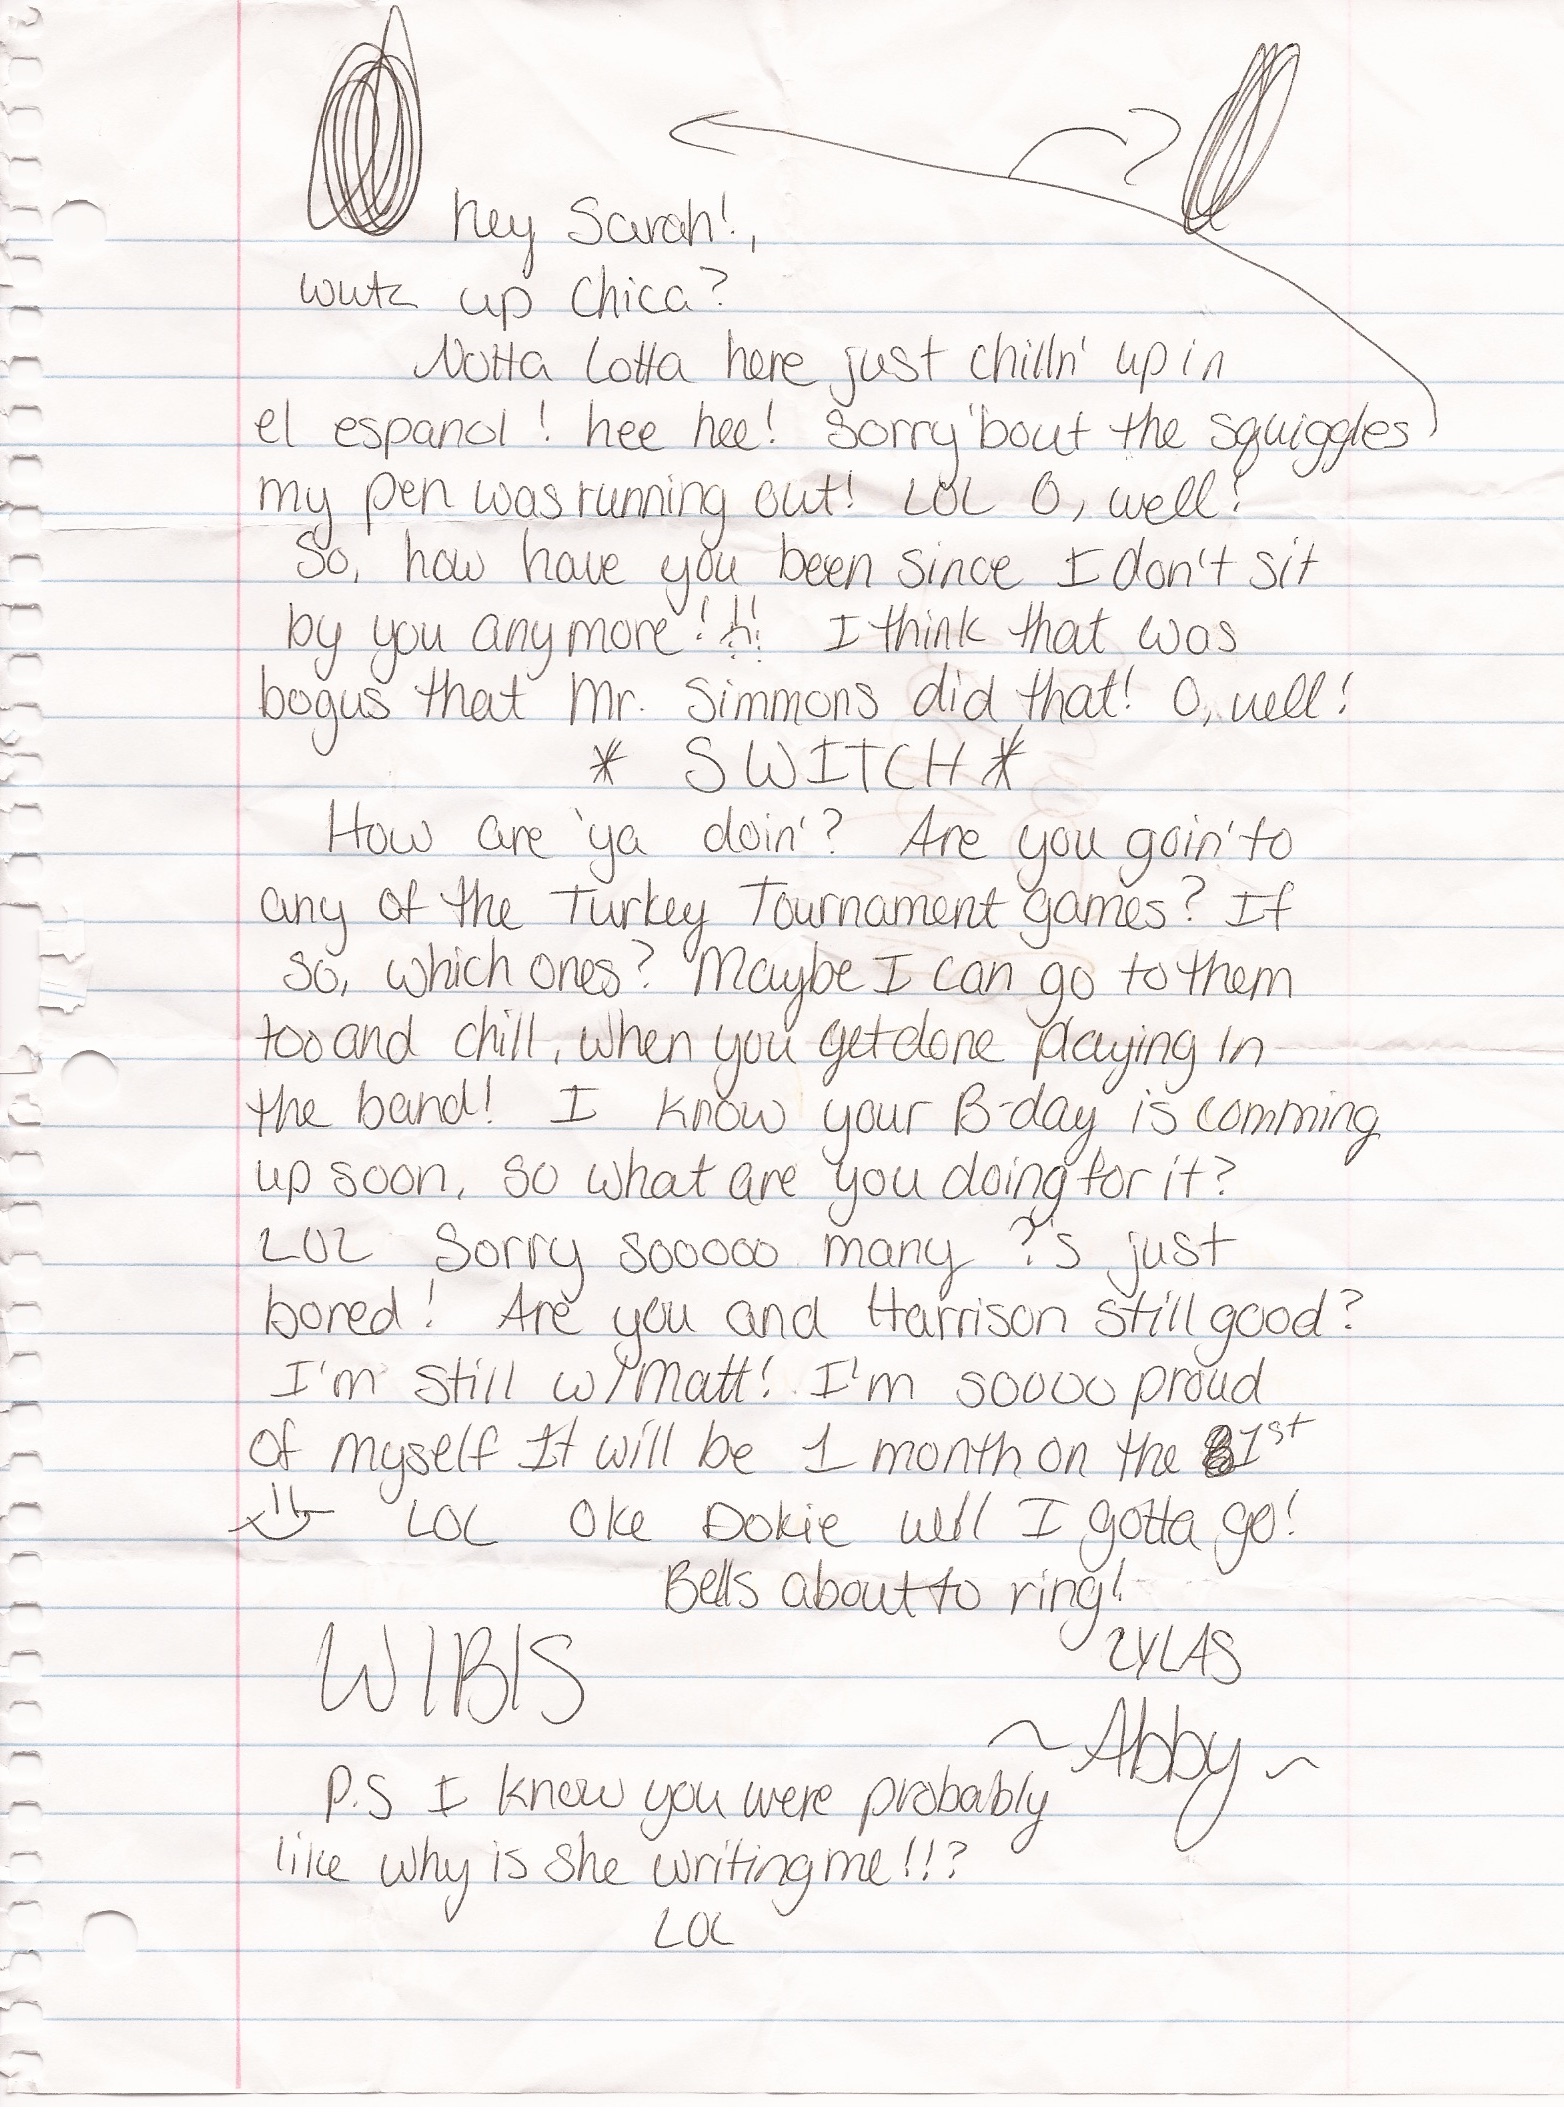 hey Sarah!,
wutz up Chica?
Notta Lotta here just chilln' up in
el espanol! hee hee! Sorry 'bout the squiggles
my pen was running out! LOL O, well!
So, how have you been since I don't sit
by you anymore!!! I think that was
bogus that Mr. Simmons did that! O, well!
* SWITCH *
How are 'ya doin'? Are you goin' to
any of the Turkey Tournament games? If
so, which ones? Maybe I can go to them
too and chill, when you get done playing in
the band! I know your B-day is comming
up soon, so what are you doing for it?
LOL Sorry sooooo many ?'s just
bored! Are you and Harrison still good?
I'm still w/Matt! I'm soooo proud
of myself It will be 1 month on the 1st
LOL Oke Dokie well I gotta go!
Bells about to ring!
W/B/S
LYLAS
~Abby~
P.S I know you were probably
like why is she writing me!!?
LOL